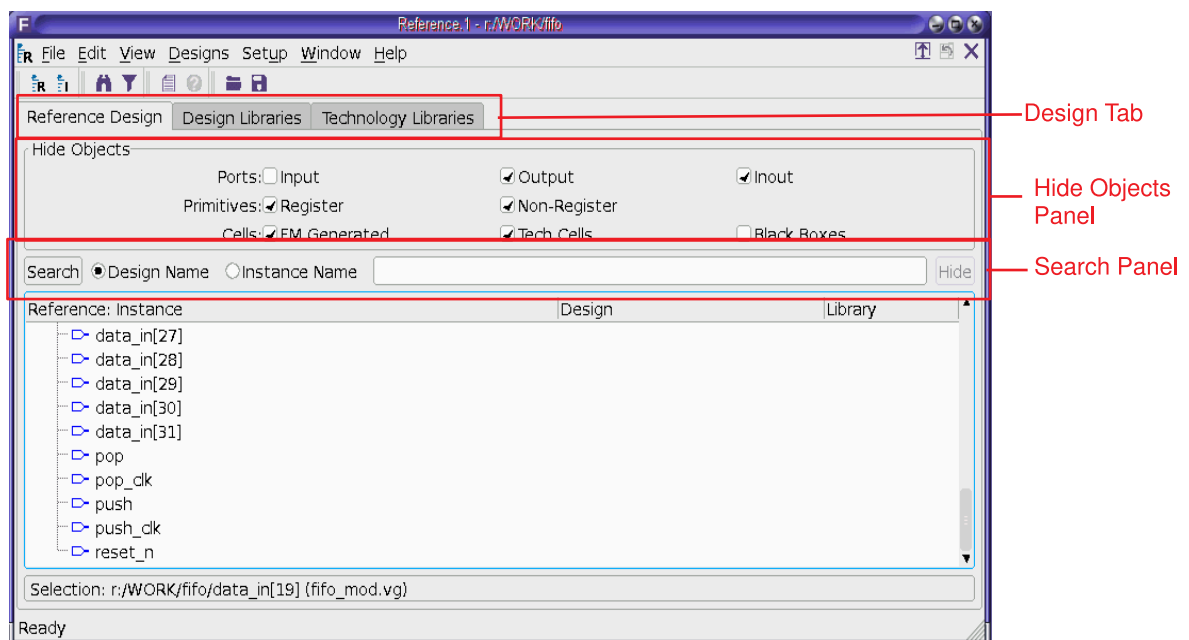 F Reference.1 - r:/WORK/fifo
R File Edit View Designs Setup Window Help
R I
Reference Design Design Libraries Technology Libraries
Design Tab
Hide Objects
Ports: Input Output Inout
Primitives: Register Non-Register
Cells: FM Generated Tech Cells Black Boxes
Hide Objects
Panel
Search Design Name Instance Name Hide
Search Panel
Reference: Instance Design Library
data_in[27]
data_in[28]
data_in[29]
data_in[30]
data_in[31]
pop
pop_clk
push
push_clk
reset_n
Selection: r:/WORK/fifo/data_in[19] (fifo_mod.vg)
Ready